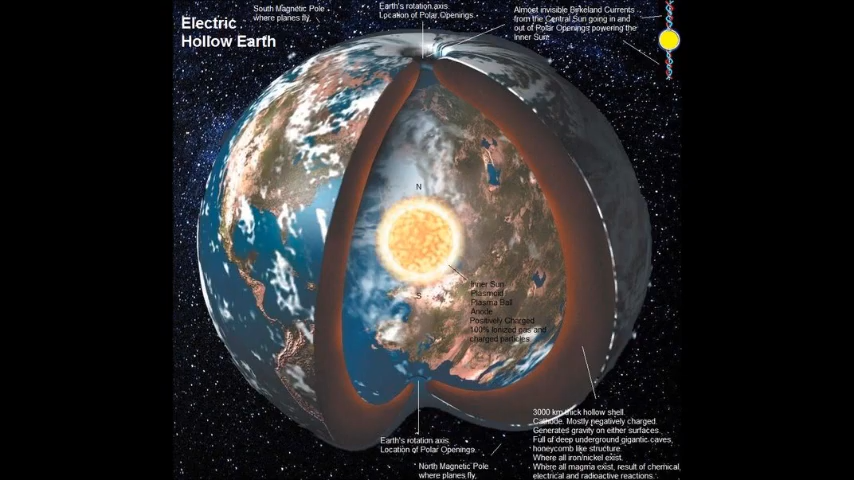 Electric
Hollow Earth
South Magnetic Pole
where planes fly.
Earth's rotation axis
Location of Polar Openings
Almost invisible Birkeland Currents
from the Central Sun going in and
out of Polar Openings powering the
Inner Sun.
N
S
Inner Sun
Plasmoid
Plasma Ball
Anode
Positively Charged
100% Ionized gas and
charged particles
3000 km thick hollow shell
Cathode. Mostly negatively charged.
Generates gravity on either surfaces.
Full of deep underground gigantic caves,
honeycomb like structure.
Where all iron/nickel exist.
Where all magma exist, result of chemical,
electrical and radioactive reactions.
Earth's rotation axis
Location of Polar Openings
North Magnetic Pole
where planes fly.